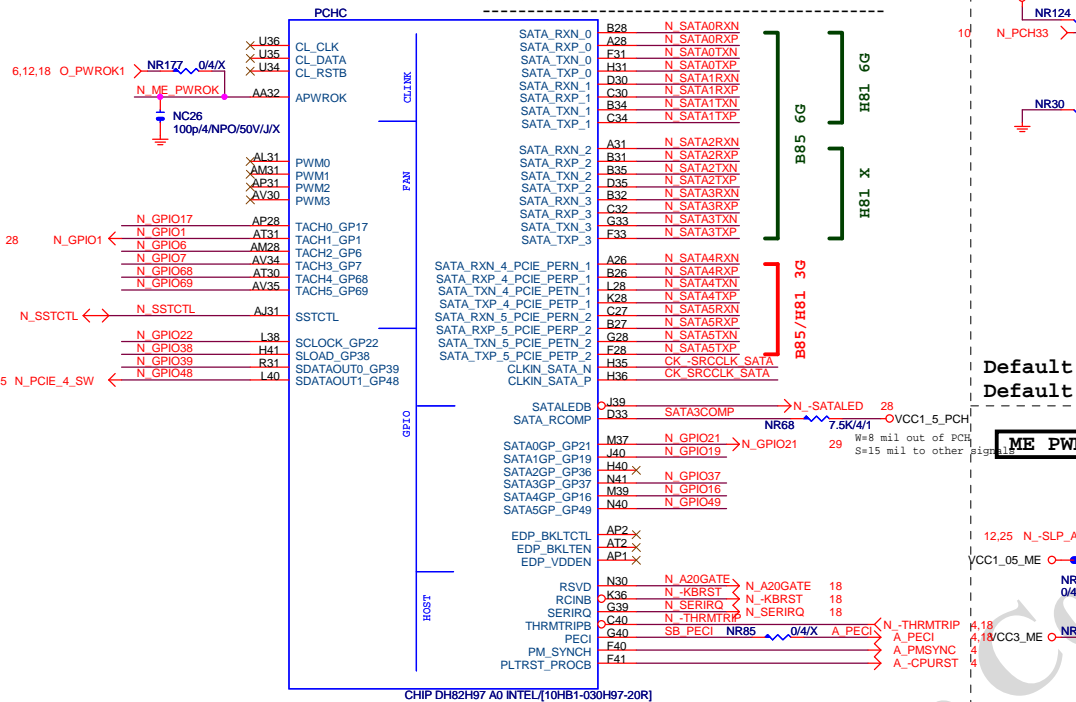 PCHC
U36 CL_CLK
U35 CL_DATA
U34 CL_RSTB
6,12,18 O_PWROK1 NR177 0/4/X
N_ME_PWROK AA32 APWROK
NC26
100p/4/NPO/50V/J/X
CLINK
AL31 PWM0
AM31 PWM1
AP31 PWM2
AV30 PWM3
FAN
N_GPIO17 AP28 TACH0_GP17
28 N_GPIO1 N_GPIO1 AT31 TACH1_GP1
N_GPIO6 AM28 TACH2_GP6
N_GPIO7 AV34 TACH3_GP7
N_GPIO68 AT30 TACH4_GP68
N_GPIO69 AV35 TACH5_GP69
N_SSTCTL N_SSTCTL AJ31 SSTCTL
N_GPIO22 L38 SCLOCK_GP22
N_GPIO38 H41 SLOAD_GP38
N_GPIO39 R31 SDATAOUT0_GP39
5 N_PCIE_4_SW N_GPIO48 L40 SDATAOUT1_GP48
GPIO
HOST
SATA_RXN_0 B28 N_SATA0RXN
SATA_RXP_0 A28 N_SATA0RXP
SATA_TXN_0 F31 N_SATA0TXN
SATA_TXP_0 H31 N_SATA0TXP
SATA_RXN_1 D30 N_SATA1RXN
SATA_RXP_1 C30 N_SATA1RXP
SATA_TXN_1 B34 N_SATA1TXN
SATA_TXP_1 C34 N_SATA1TXP
SATA_RXN_2 A31 N_SATA2RXN
SATA_RXP_2 B31 N_SATA2RXP
SATA_TXN_2 B35 N_SATA2TXN
SATA_TXP_2 D35 N_SATA2TXP
SATA_RXN_3 B32 N_SATA3RXN
SATA_RXP_3 C32 N_SATA3RXP
SATA_TXN_3 G33 N_SATA3TXN
SATA_TXP_3 F33 N_SATA3TXP
B85 6G
H81 6G
H81 X
SATA_RXN_4_PCIE_PERN_1 A26 N_SATA4RXN
SATA_RXP_4_PCIE_PERP_1 B26 N_SATA4RXP
SATA_TXN_4_PCIE_PETN_1 L28 N_SATA4TXN
SATA_TXP_4_PCIE_PETP_1 K28 N_SATA4TXP
SATA_RXN_5_PCIE_PERN_2 C27 N_SATA5RXN
SATA_RXP_5_PCIE_PERP_2 B27 N_SATA5RXP
SATA_TXN_5_PCIE_PETN_2 G28 N_SATA5TXN
SATA_TXP_5_PCIE_PETP_2 F28 N_SATA5TXP
B85/H81 3G
CLKIN_SATA_N H35 CK_-SRCCLK_SATA
CLKIN_SATA_P H36 CK_SRCCLK_SATA
SATALEDB J39 N_-SATALED 28
SATA_RCOMP D33 SATA3COMP NR68 7.5K/4/1 VCC1_5_PCH
W=8 mil out of PCH
S=15 mil to other signals
SATA0GP_GP21 M37 N_GPIO21 N_GPIO21 29
SATA1GP_GP19 J40 N_GPIO19
SATA2GP_GP36 H40
SATA3GP_GP37 N41 N_GPIO37
SATA4GP_GP16 M39 N_GPIO16
SATA5GP_GP49 N40 N_GPIO49
EDP_BKLTCTL AP2
EDP_BKLTEN AT2
EDP_VDDEN AP1
RSVD N30 N_A20GATE N_A20GATE 18
RCINB K36 N_-KBRST N_-KBRST 18
SERIRQ G39 N_SERIRQ N_SERIRQ 18
THRMTRIPB C40 N_-THRMTRIP N_-THRMTRIP 4,18
PECI G40 SB_PECI NR85 0/4/X A_PECI A_PECI 4,18
PM_SYNCH F40 A_PMSYNC 4
PLTRST_PROCB F41 A_-CPURST 4
CHIP DH82H97 A0 INTEL/[10HB1-030H97-20R]
NR124
10 N_PCH33
NR30
Default
Default
ME PW
12,25 N_-SLP_A
VCC1_05_ME
NR
0/4
VCC3_ME NR